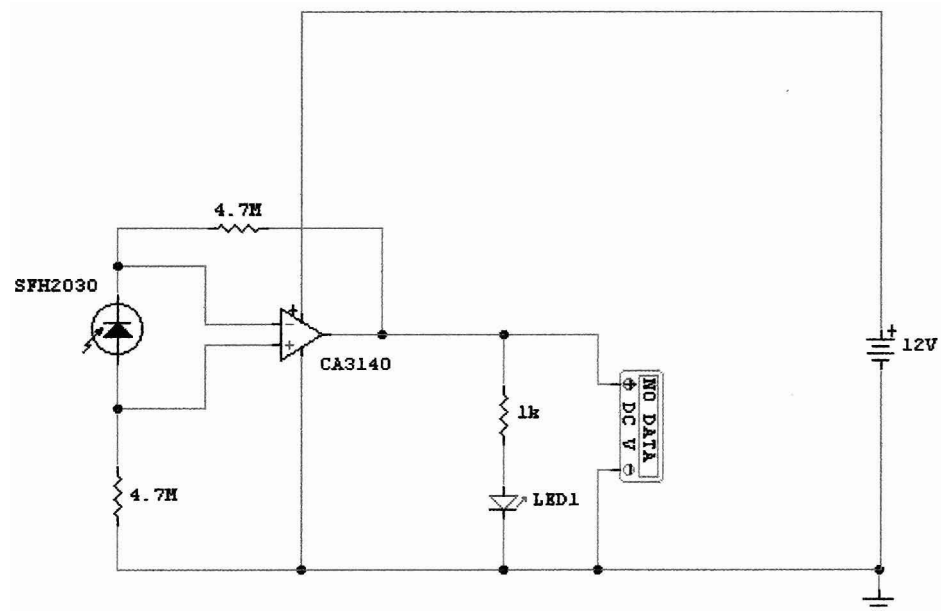 4.7M
SFH2030
+
−
+
CA3140
+
12V
1k
NO DATA
DC V
+
−
LED1
4.7M